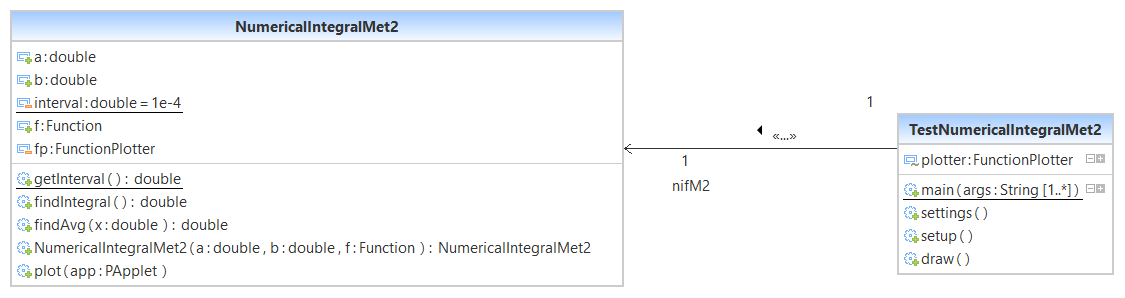 NumericalIntegralMet2
a:double
b:double
interval:double = 1e-4
f:Function
fp:FunctionPlotter
getInterval( ): double
findIntegral( ): double
findAvg(x:double ): double
NumericalIntegralMet2(a:double, b:double, f:Function ): NumericalIntegralMet2
plot(app:PApplet )
1
«...»
1
nifM2
TestNumericalIntegralMet2
plotter:FunctionPlotter
main(args:String [1..*])
settings( )
setup( )
draw( )